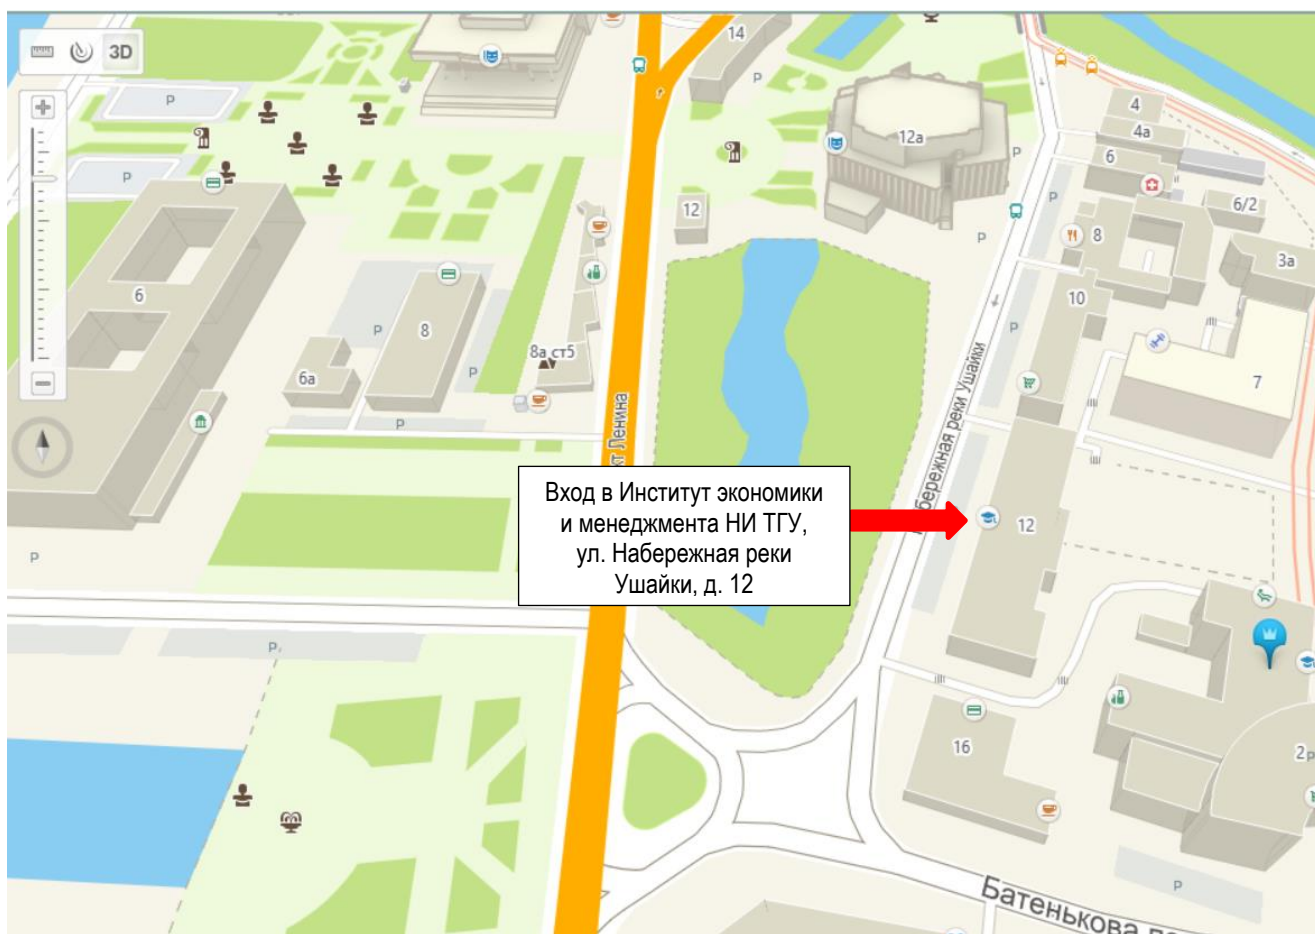 3D
P
14
4
4а
12а
6
P
P
P
6/2
P
12
8
P
3а
6
10
P
8
P
8а ст5
P
6а
7
P
Набережная реки Ушайки
Вход в Институт экономики
и менеджмента НИ ТГУ,
ул. Набережная реки
Ушайки, д. 12
12
P
P
16
2
P
Батенькова